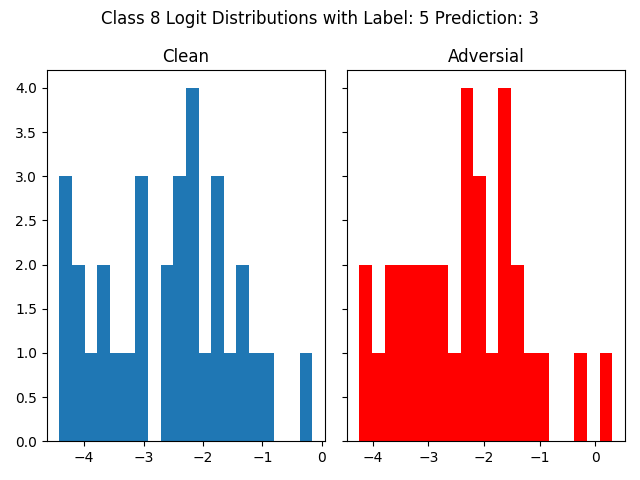 Class 8 Logit Distributions with Label: 5 Prediction: 3
Clean
Adversial
4.0
3.5
3.0
2.5
2.0
1.5
1.0
0.5
0.0
−4 −3 −2 −1 0
−4 −3 −2 −1 0